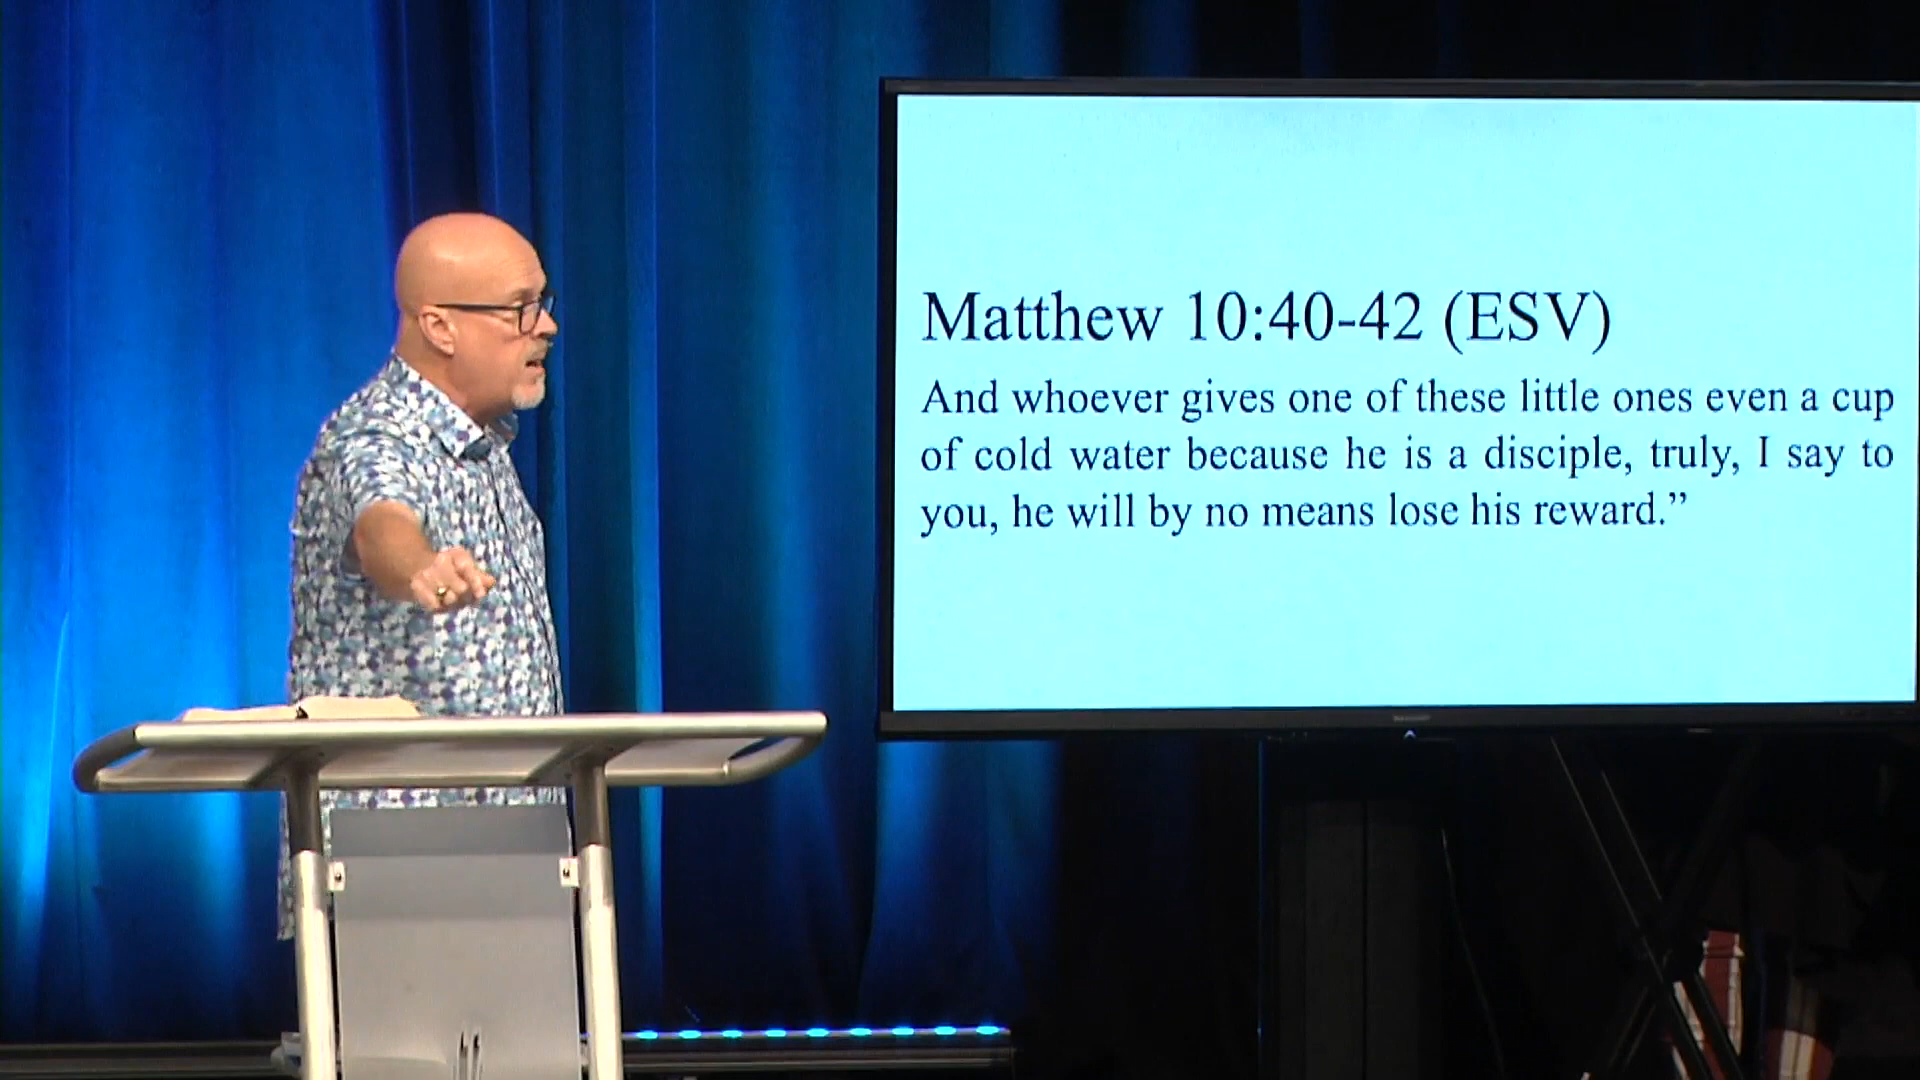 Matthew 10:40-42 (ESV)
And whoever gives one of these little ones even a cup
of cold water because he is a disciple, truly, I say to
you, he will by no means lose his reward.”